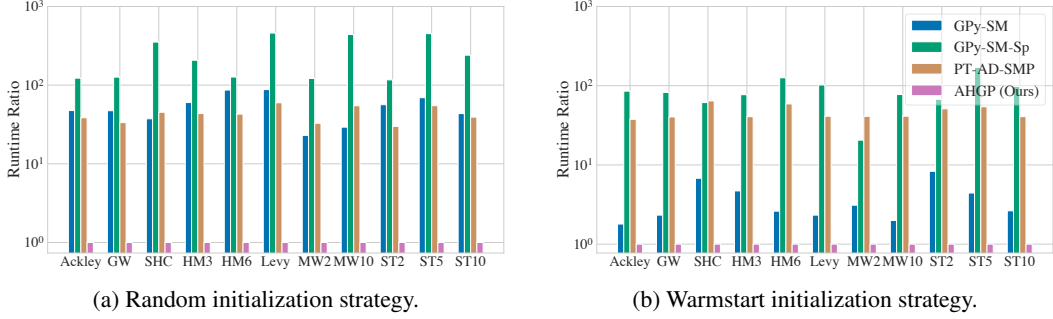 Runtime Ratio
10³
10²
10¹
10⁰
Ackley GW SHC HM3 HM6 Levy MW2 MW10 ST2 ST5 ST10
(a) Random initialization strategy.
Runtime Ratio
10³
10²
10¹
10⁰
GPy-SM
GPy-SM-Sp
PT-AD-SMP
AHGP (Ours)
Ackley GW SHC HM3 HM6 Levy MW2 MW10 ST2 ST5 ST10
(b) Warmstart initialization strategy.